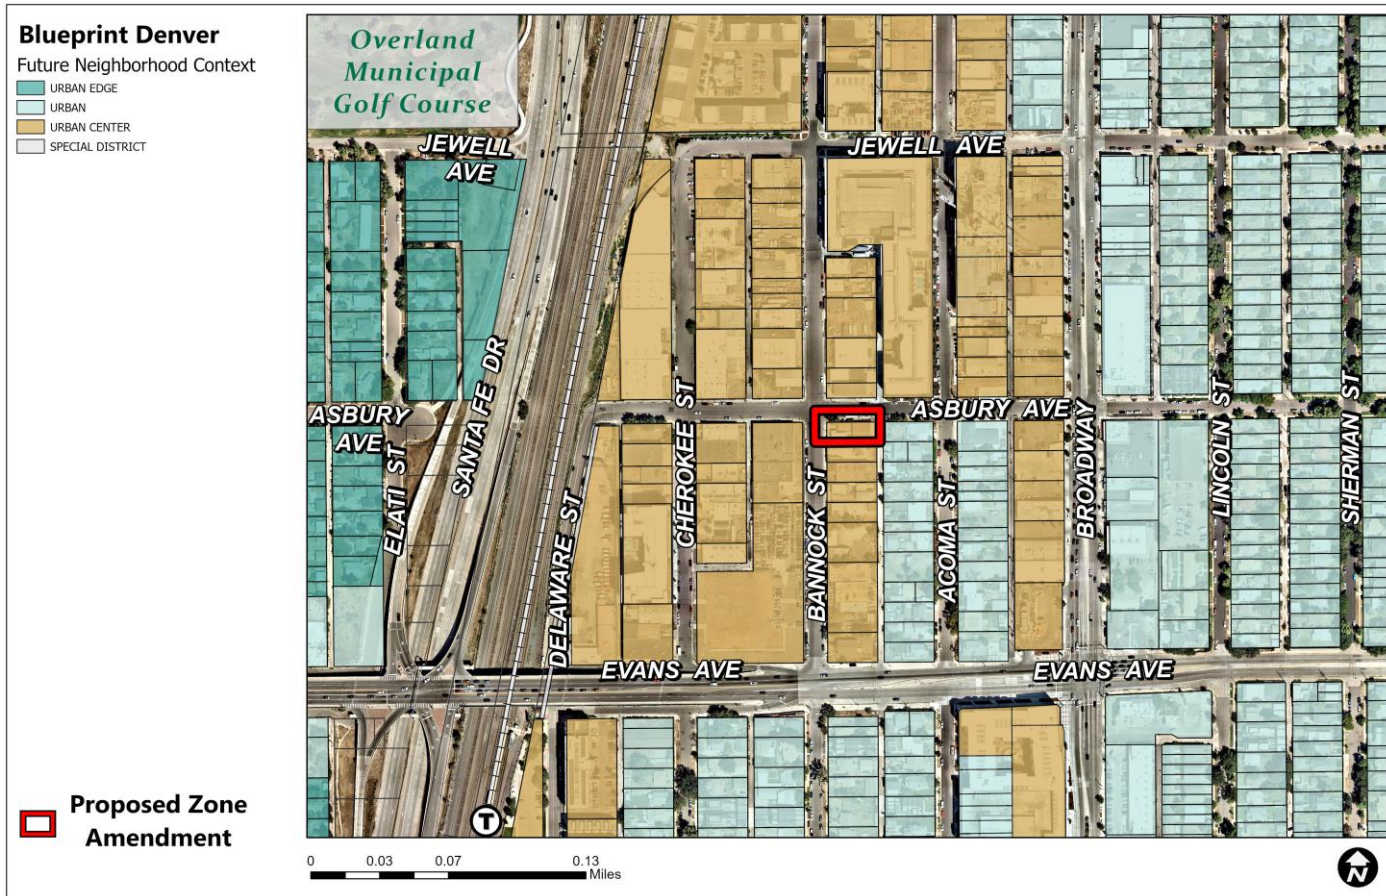 Blueprint Denver
Future Neighborhood Context
URBAN EDGE
URBAN
URBAN CENTER
SPECIAL DISTRICT
Overland
Municipal
Golf Course
JEWELL
AVE
JEWELL AVE
ASBURY
AVE
ELATI ST
SANTA FE DR
DELAWARE ST
CHEROKEE ST
BANNOCK ST
ASBURY AVE
ACOMA ST
BROADWAY
LINCOLN ST
SHERMAN ST
EVANS AVE
EVANS AVE
T
Proposed Zone
Amendment
0 0.03 0.07 0.13
Miles
N